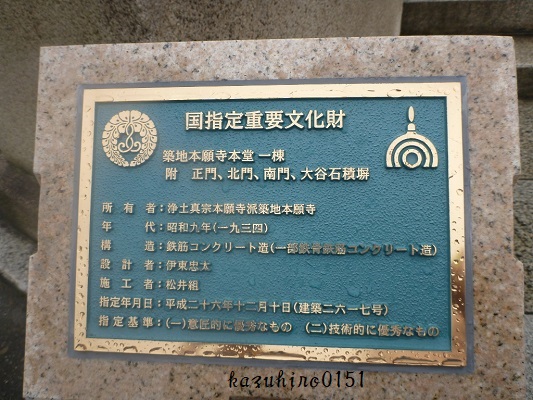 国指定重要文化財
築地本願寺本堂 一棟
附 正門、北門、南門、大谷石積塀
所有者：浄土真宗本願寺派築地本願寺
年代：昭和九年(一九三四)
構造：鉄筋コンクリート造(一部鉄骨鉄筋コンクリート造)
設計者：伊東忠太
施工者：松井組
指定年月日：平成二十六年十二月十日(建築二六一七号)
指定基準：(一)意匠的に優秀なもの (二)技術的に優秀なもの
kazuhiro0151